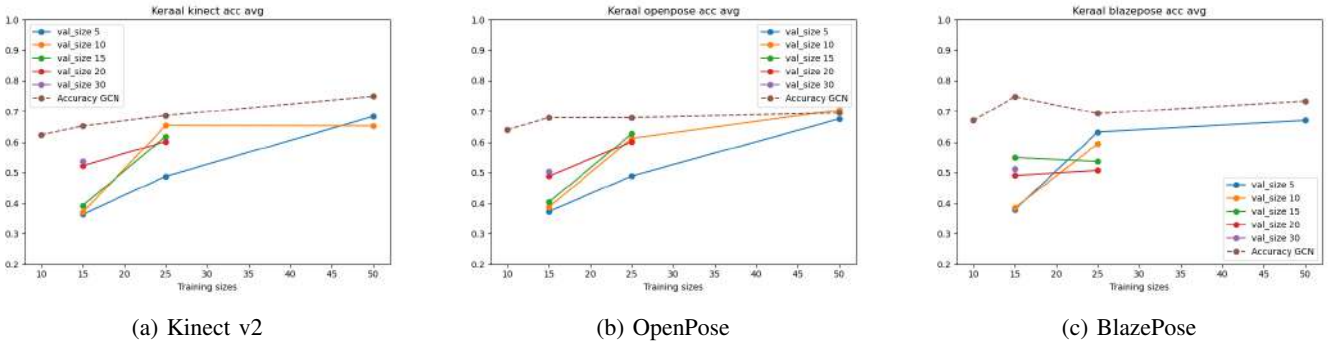 Keraal kinect acc avg
1.0
0.9
0.8
0.7
0.6
0.5
0.4
0.3
0.2
10 15 20 25 30 35 40 45 50
Training sizes
val_size 5
val_size 10
val_size 15
val_size 20
val_size 30
Accuracy GCN
(a) Kinect v2
Keraal openpose acc avg
1.0
0.9
0.8
0.7
0.6
0.5
0.4
0.3
0.2
10 15 20 25 30 35 40 45 50
Training sizes
val_size 5
val_size 10
val_size 15
val_size 20
val_size 30
Accuracy GCN
(b) OpenPose
Keraal blazepose acc avg
1.0
0.9
0.8
0.7
0.6
0.5
0.4
0.3
0.2
10 15 20 25 30 35 40 45 50
Training sizes
val_size 5
val_size 10
val_size 15
val_size 20
val_size 30
Accuracy GCN
(c) BlazePose